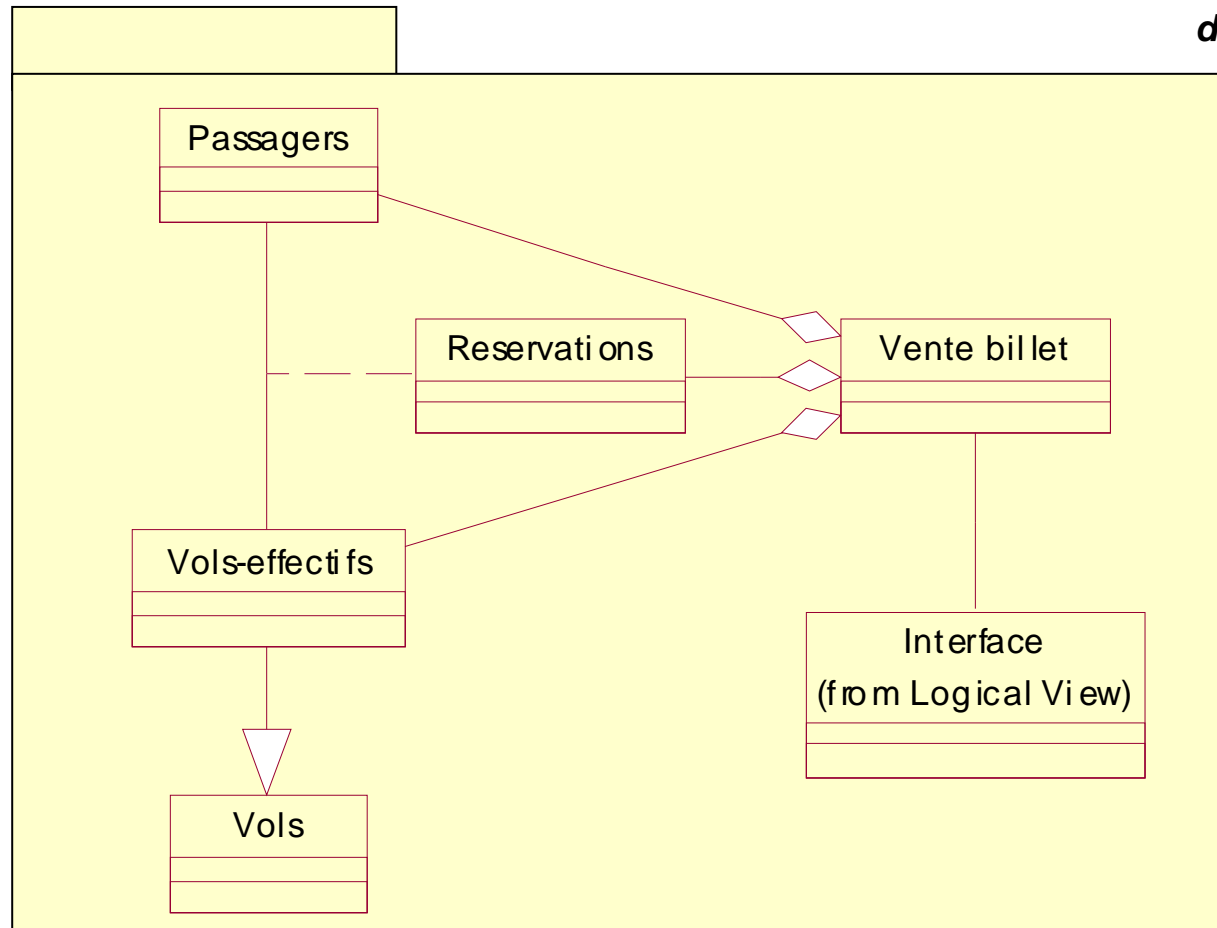 d
Passagers
Reservations
Vente billet
Vols-effectifs
Interface
(from Logical View)
Vols